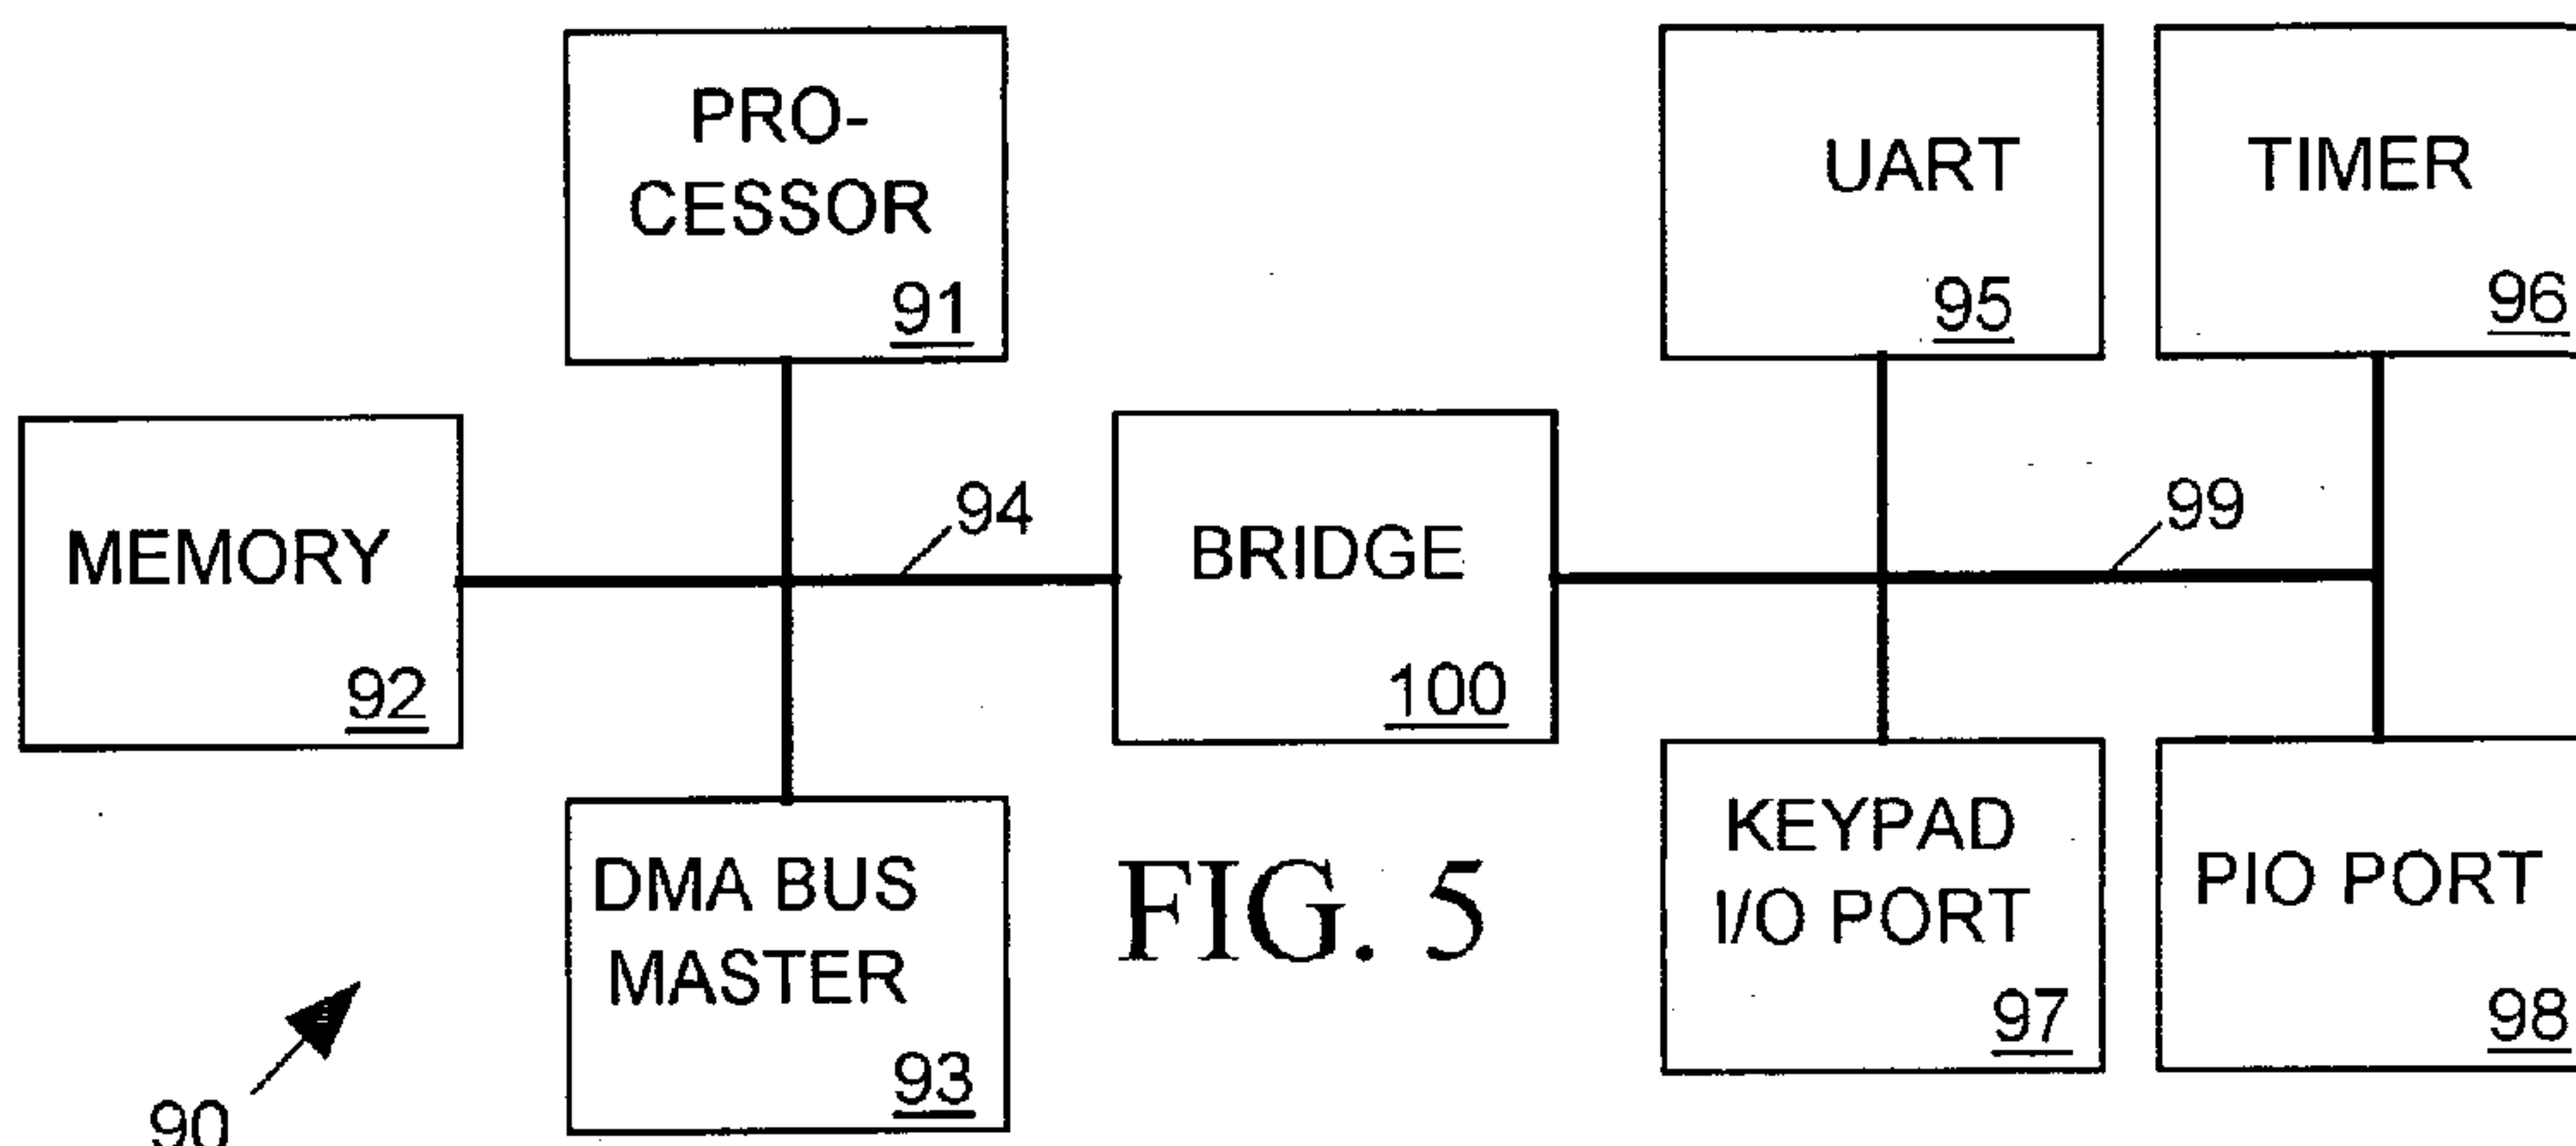 PRO-
CESSOR
91
UART
95
TIMER
96
MEMORY
92
94
BRIDGE
100
99
DMA BUS
MASTER
93
FIG. 5
KEYPAD
I/O PORT
97
PIO PORT
98
90